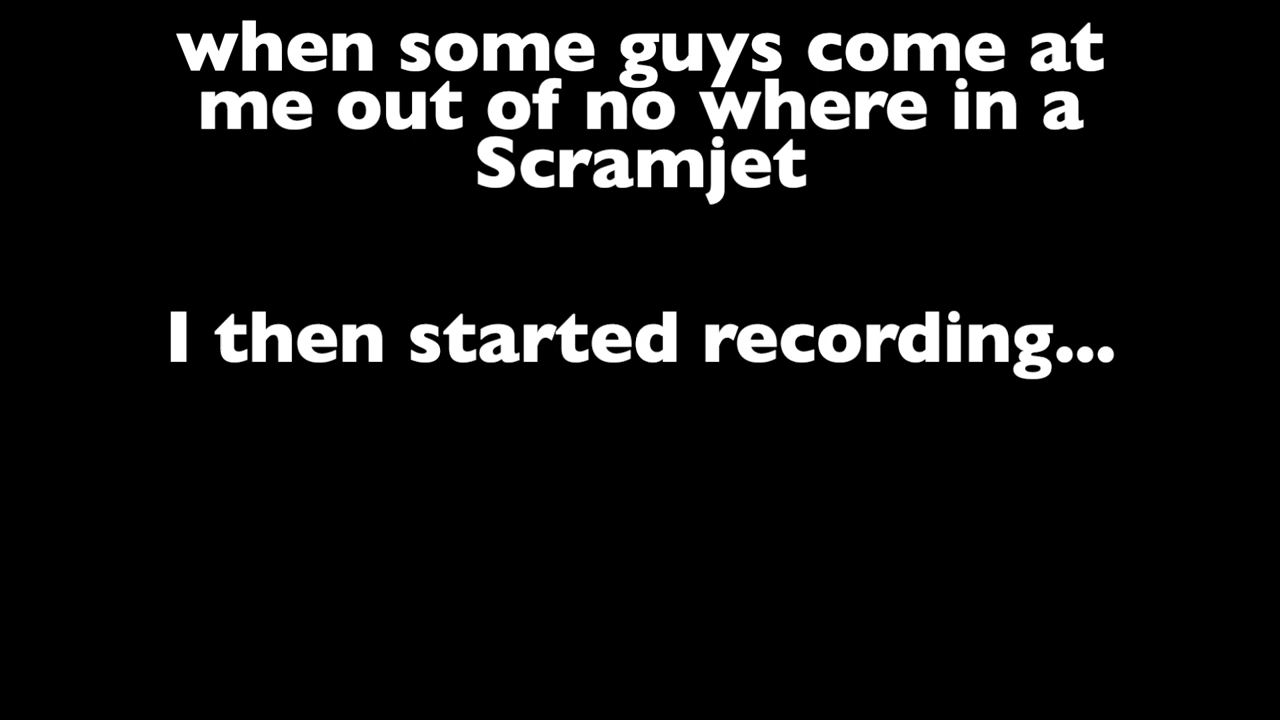 when some guys come at
me out of no where in a
Scramjet
I then started recording...